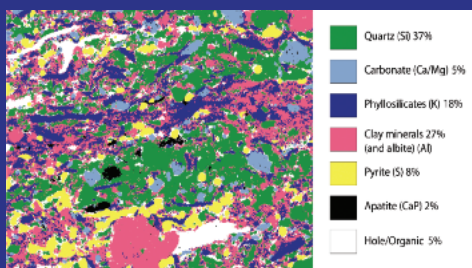 Quartz (Si) 37%
Carbonate (Ca/Mg) 5%
Phyllosilicates (K) 18%
Clay minerals 27%
(and albite) (Al)
Pyrite (S) 8%
Apatite (CaP) 2%
Hole/Organic 5%